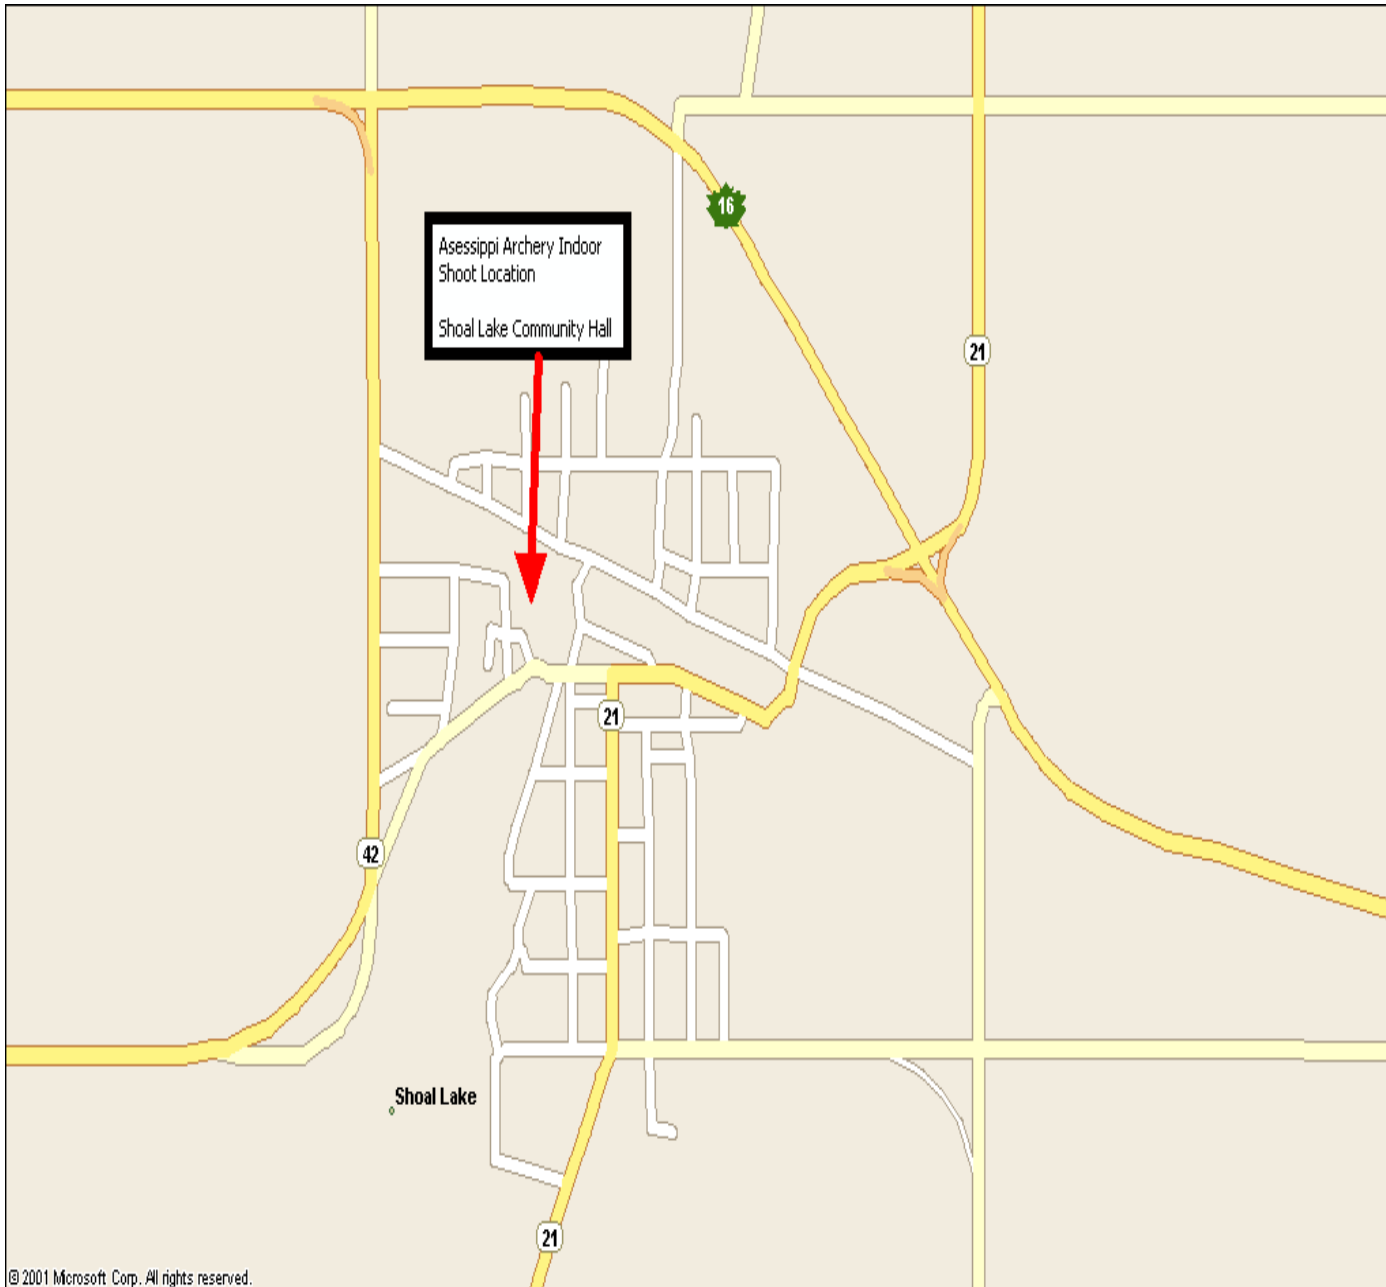 16
Asessippi Archery Indoor
Shoot Location
Shoal Lake Community Hall
21
21
42
Shoal Lake
21
© 2001 Microsoft Corp. All rights reserved.